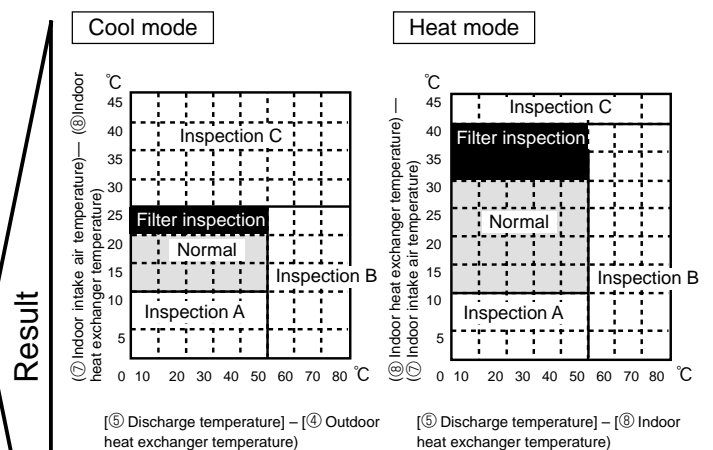 Cool mode
Heat mode
Result
(⑦Indoor intake air temperature)— (⑧Indoor
heat exchanger temperature)
℃
45
40
35
30
25
20
15
10
5
0 10 20 30 40 50 60 70 80 ℃
Inspection C
Filter inspection
Normal
Inspection B
Inspection A
[⑤ Discharge temperature] – [④ Outdoor
heat exchanger temperature)
(⑧ Indoor heat exchanger temperature) —
(⑦ Indoor intake air temperature)
℃
45
40
35
30
25
20
15
10
5
0 10 20 30 40 50 60 70 80 ℃
Inspection C
Filter inspection
Normal
Inspection B
Inspection A
[⑤ Discharge temperature] – [⑧ Indoor
heat exchanger temperature)